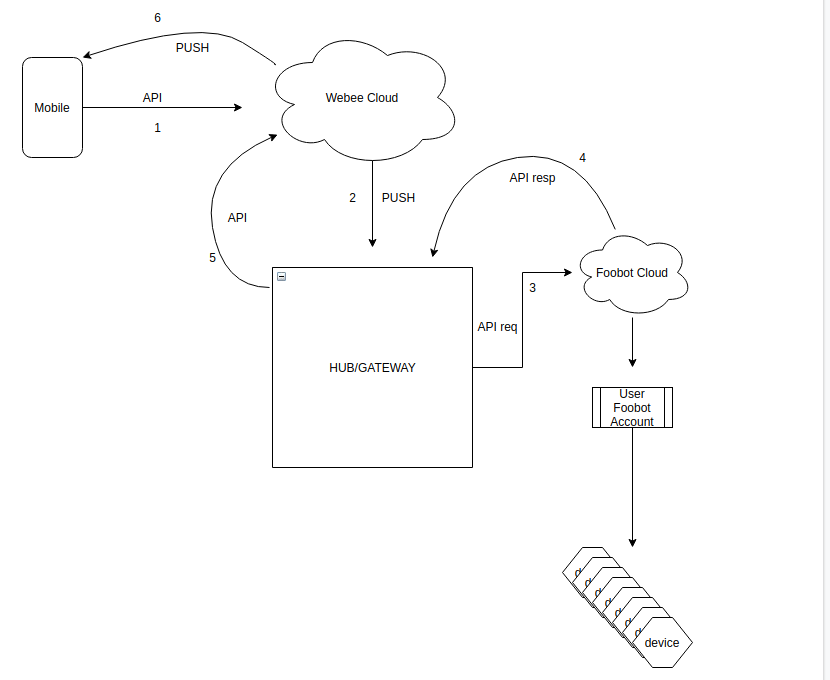 6
PUSH
Webee Cloud
Mobile
API
1
4
API resp
2
PUSH
API
5
Foobot Cloud
3
API req
HUB/GATEWAY
User
Foobot
Account
d
d
d
d
d
d
d
device